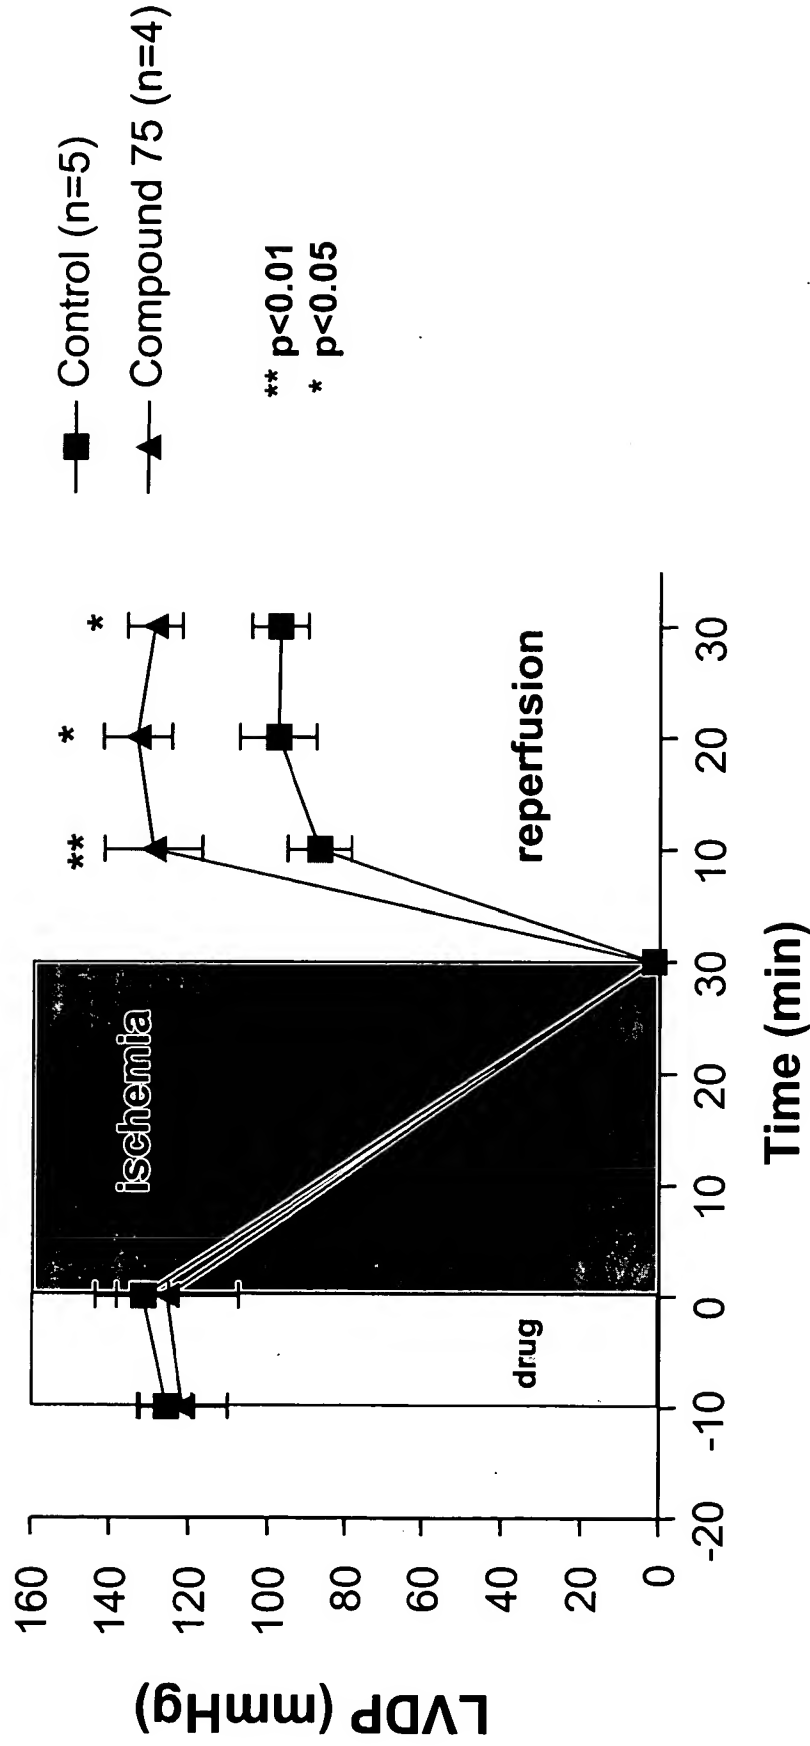 Control (n=5)
Compound 75 (n=4)
** p<0.01
* p<0.05
LVDP (mmHg)
160
140
120
100
80
60
40
20
0
** * *
ischemia
drug
reperfusion
-20 -10 0 10 20 30 10 20 30
Time (min)